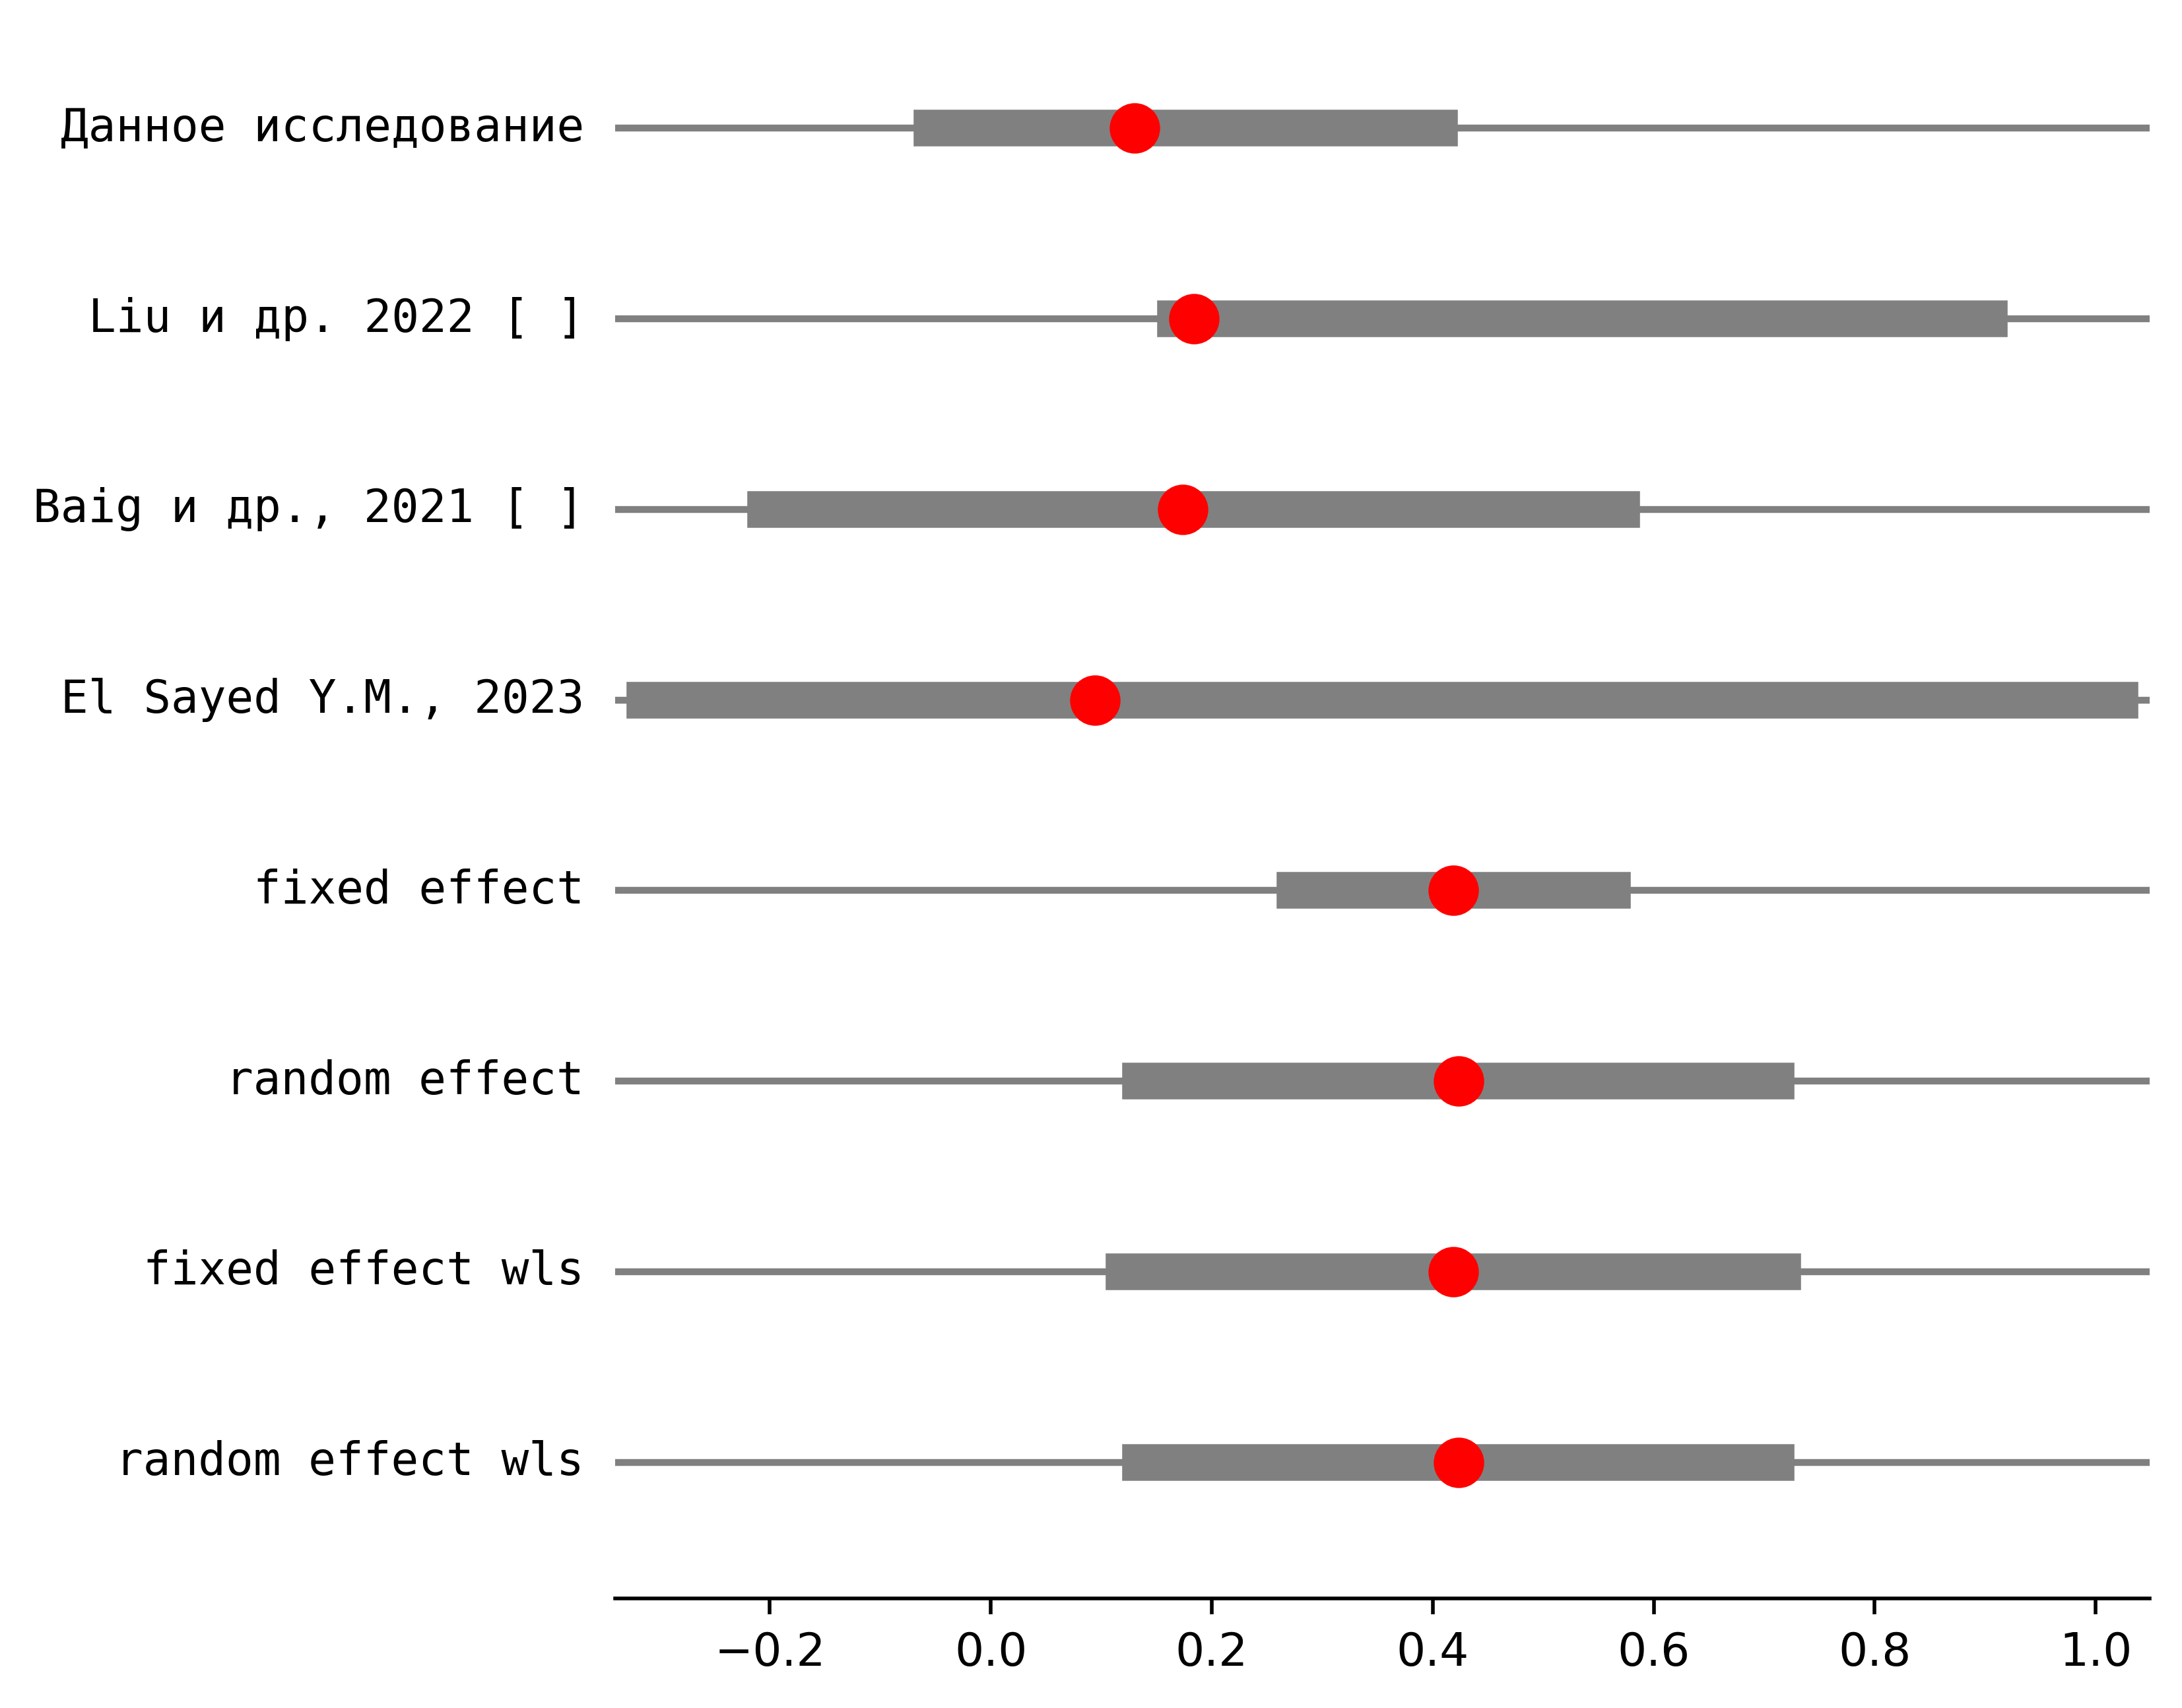 Данное исследование
Liu и др. 2022 [ ]
Baig и др., 2021 [ ]
El Sayed Y.M., 2023
fixed effect
random effect
fixed effect wls
random effect wls
−0.2 0.0 0.2 0.4 0.6 0.8 1.0